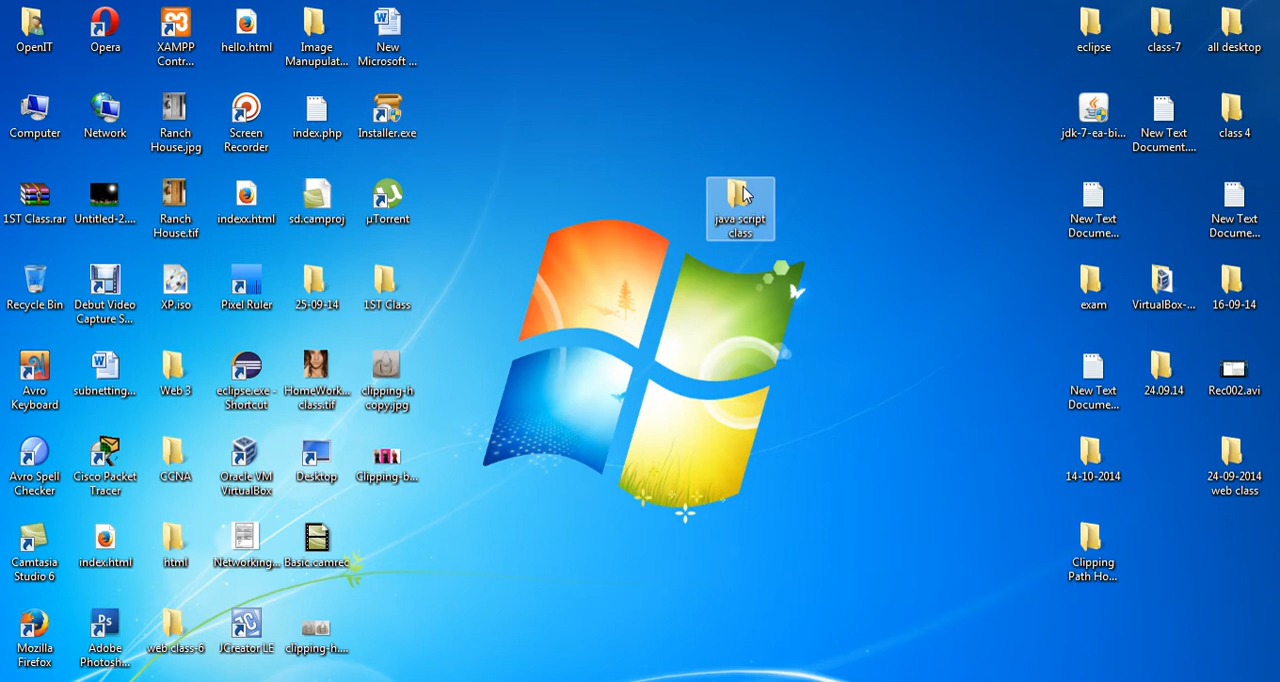 OpenIT
Opera
XAMPP
Contr...
hello.html
Image
Manupulat...
New
Microsoft ...
eclipse
class-7
all desktop
Computer
Network
Ranch
House.jpg
Screen
Recorder
index.php
Installer.exe
jdk-7-ea-bi...
New Text
Document....
class 4
1ST Class.rar
Untitled-2....
Ranch
House.tif
indexx.html
sd.camproj
µTorrent
java script
class
New Text
Docume...
New Text
Docume...
Recycle Bin
Debut Video
Capture S...
XP.iso
Pixel Ruler
25-09-14
1ST Class
exam
VirtualBox-...
16-09-14
Avro
Keyboard
subnetting...
Web 3
eclipse.exe -
Shortcut
HomeWork...
class.tif
clipping-h
copy.jpg
New Text
Docume...
24.09.14
Rec002.avi
Avro Spell
Checker
Cisco Packet
Tracer
CCNA
Oracle VM
VirtualBox
Desktop
Clipping-b...
14-10-2014
24-09-2014
web class
Camtasia
Studio 6
index.html
html
Networking...
Basic.camrec
Clipping
Path Ho...
Mozilla
Firefox
Ps
Adobe
Photosh...
web class-6
JCreator LE
clipping-h....